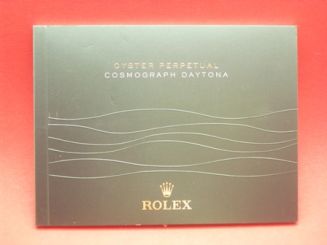 OYSTER PERPETUAL
COSMOGRAPH DAYTONA
ROLEX